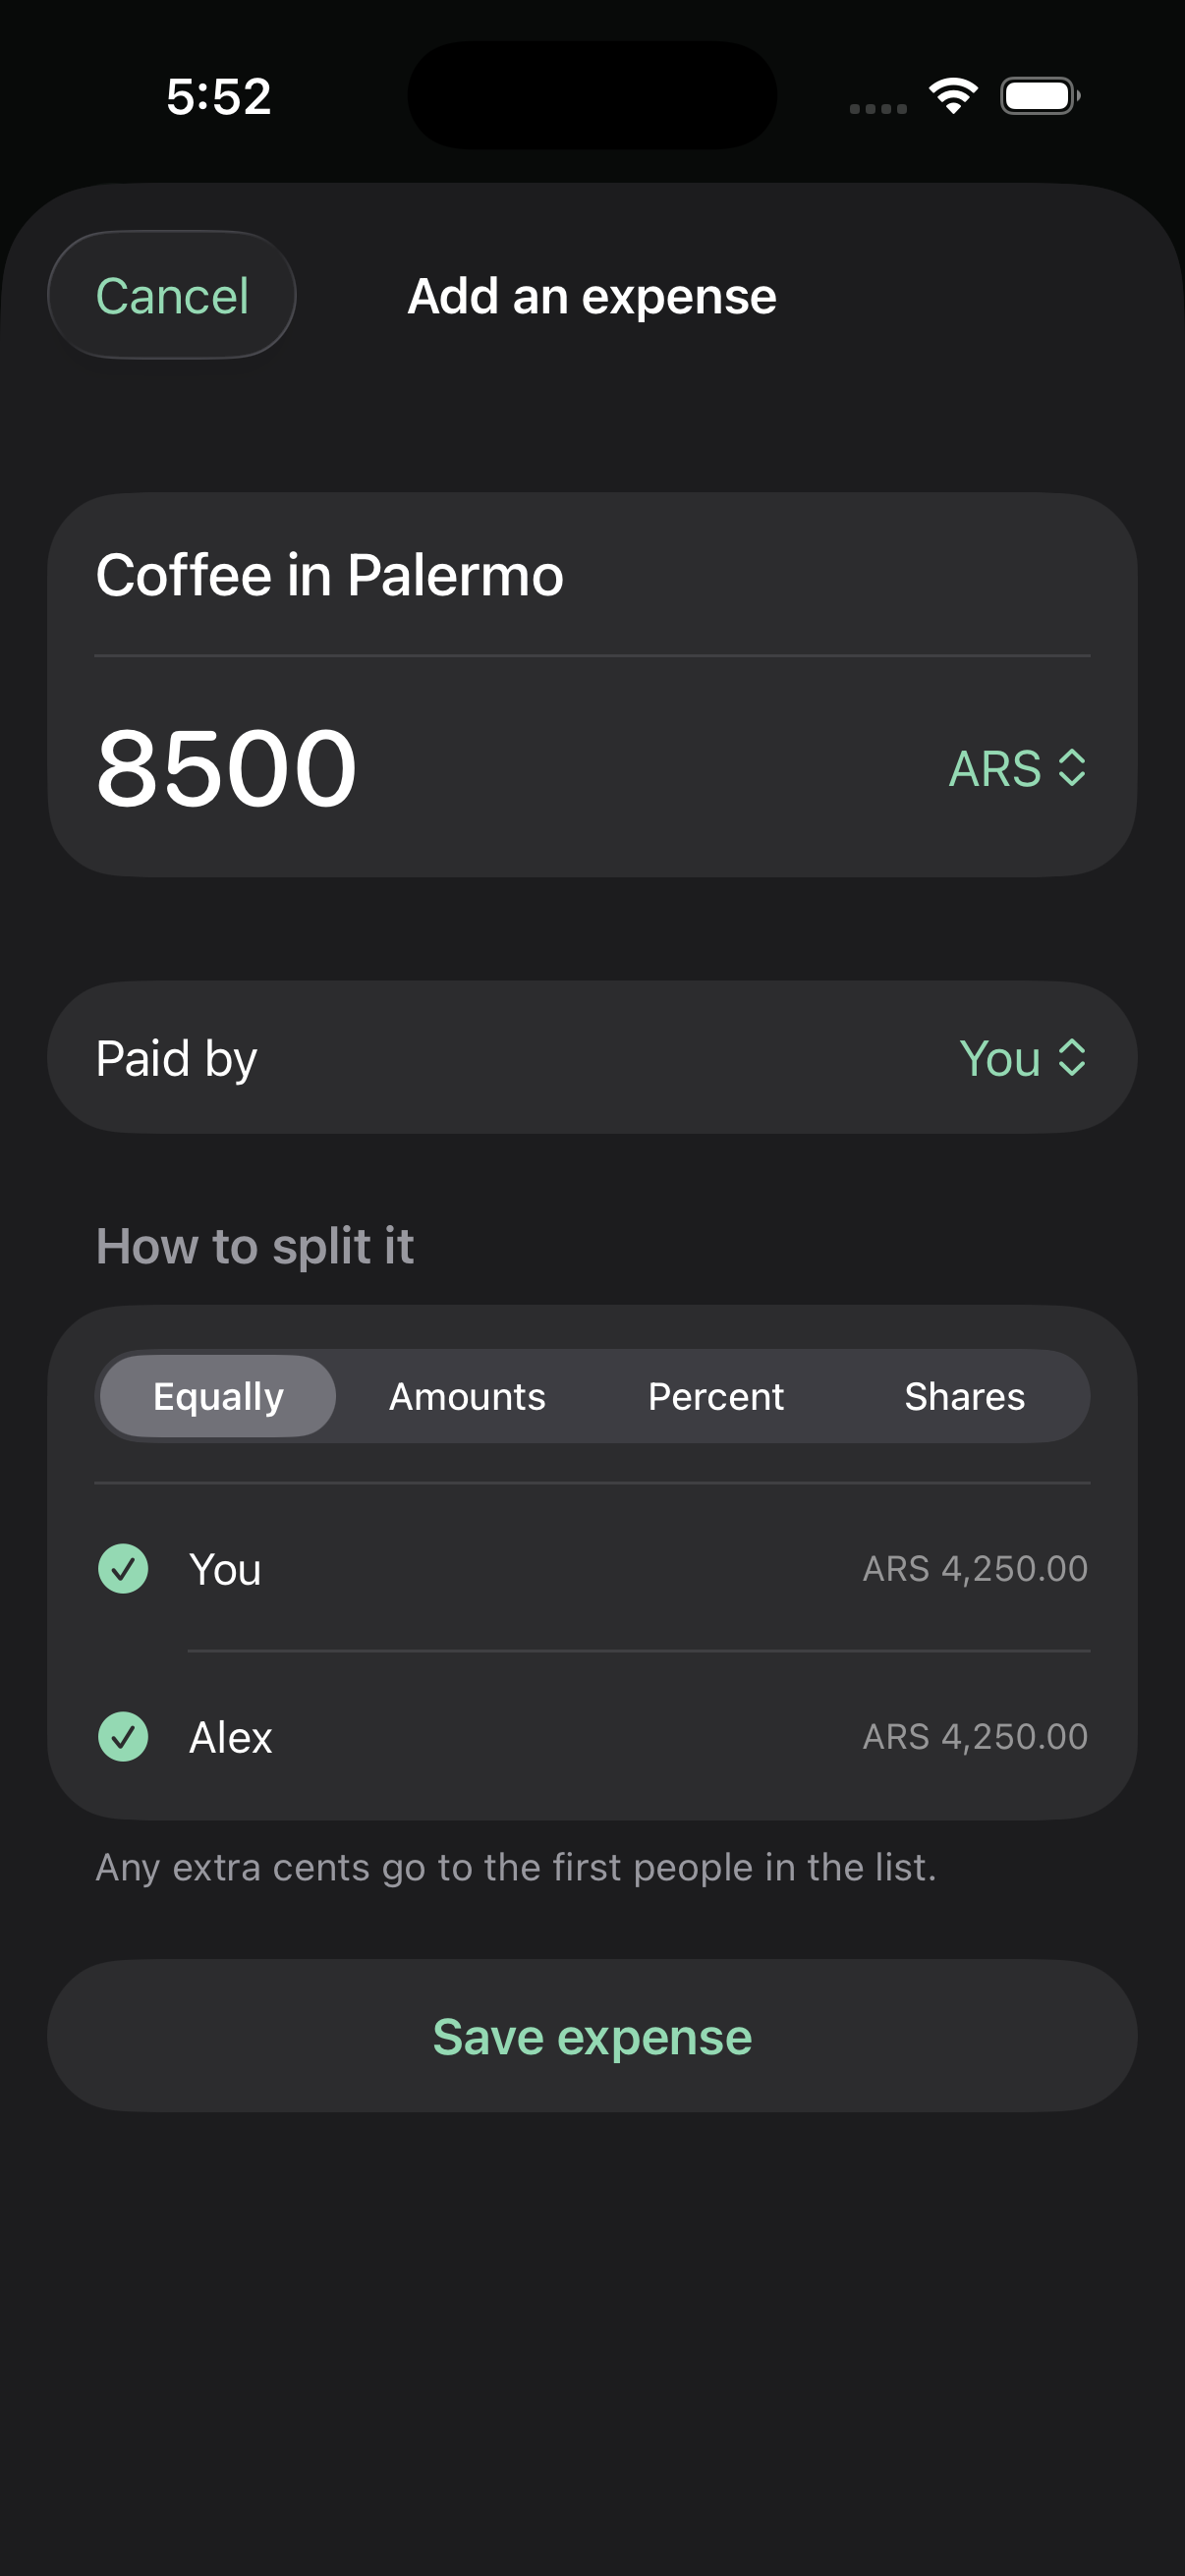 5:52
Cancel
Add an expense
Coffee in Palermo
8500
ARS
Paid by
You
How to split it
Equally Amounts Percent Shares
You ARS 4,250.00
Alex ARS 4,250.00
Any extra cents go to the first people in the list.
Save expense